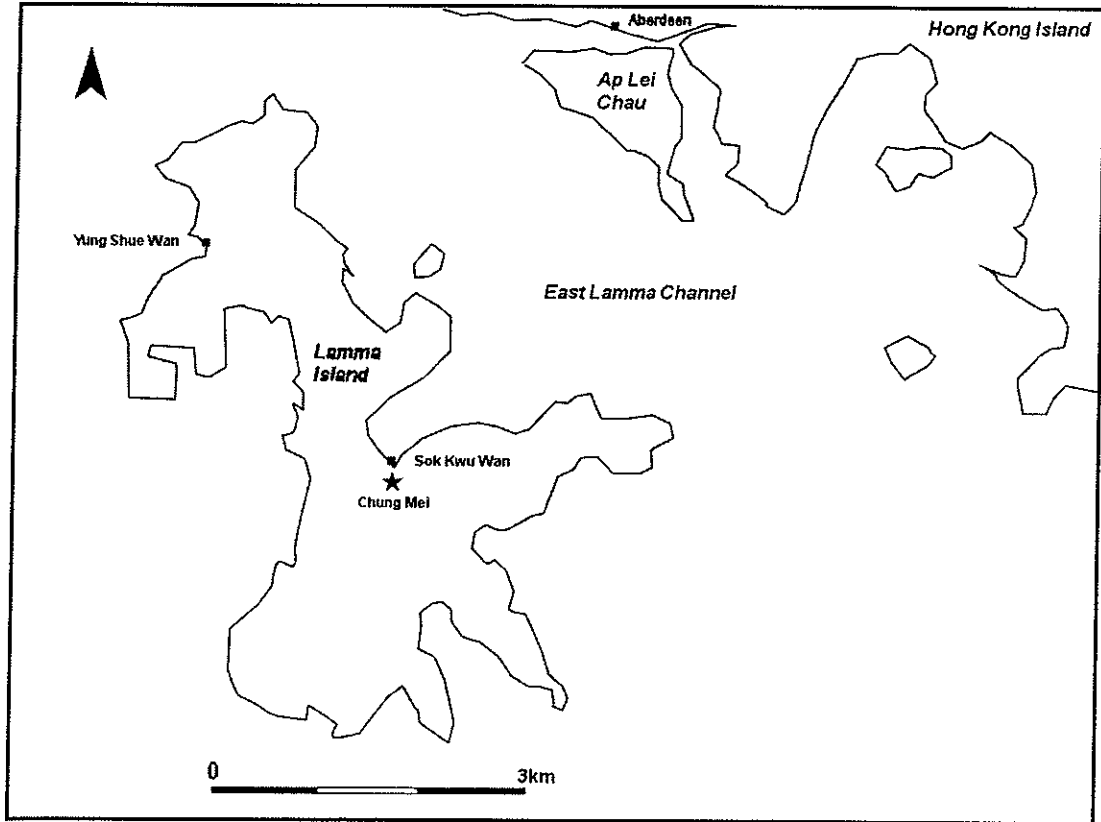 Aberdeen
Hong Kong Island
Ap Lei
Chau
Yung Shue Wan
East Lamma Channel
Lamma
Island
Sok Kwu Wan
Chung Mei
0 3km